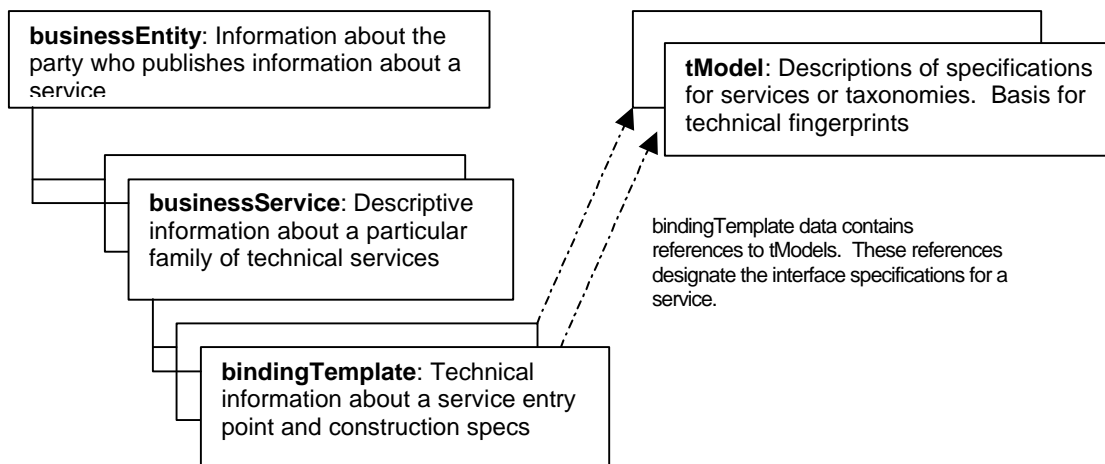 businessEntity: Information about the
party who publishes information about a
service
tModel: Descriptions of specifications
for services or taxonomies. Basis for
technical fingerprints
businessService: Descriptive
information about a particular
family of technical services
bindingTemplate data contains
references to tModels. These references
designate the interface specifications for a
service.
bindingTemplate: Technical
information about a service entry
point and construction specs